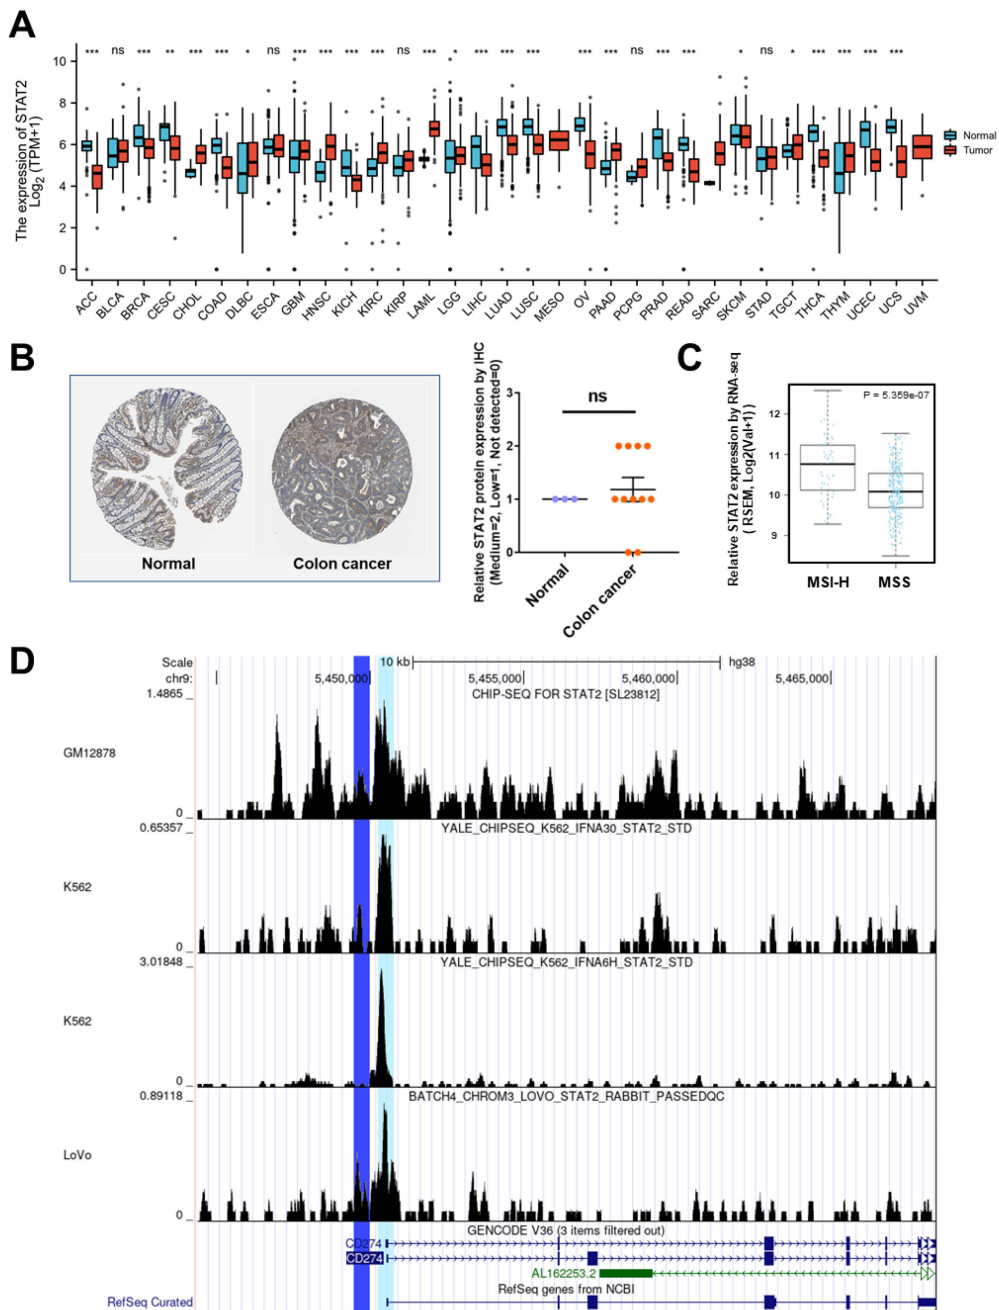 A
The expression of STAT2
Log2 (TPM+1)
10
8
6
4
2
0
*** ns *** ** *** *** * ns *** *** *** *** ns *** * *** *** *** *** *** ns *** *** * ns * *** *** *** ***
Normal
Tumor
ACC BLCA BRCA CESC CHOL COAD DLBC ESCA GBM HNSC KICH KIRC KIRP LAML LGG LIHC LUAD LUSC MESO OV PAAD PCPG PRAD READ SARC SKCM STAD TGCT THCA THYM UCEC UCS UVM
B
Normal
Colon cancer
Relative STAT2 protein expression by IHC
(Medium=2, Low=1, Not detected=0)
3
2
1
0
ns
Normal
Colon cancer
C
Relative STAT2 expression by RNA-seq
( RSEM, Log2(Val+1) )
P = 5.359e-07
12
11
10
9
MSI-H
MSS
D
Scale
10 kb
hg38
chr9:
5,450,000
5,455,000
5,460,000
5,465,000
1.4865 _
CHIP-SEQ FOR STAT2 [SL23812]
GM12878
0 _
0.65357 _
YALE_CHIPSEQ_K562_IFNA30_STAT2_STD
K562
0 _
3.01848 _
YALE_CHIPSEQ_K562_IFNA6H_STAT2_STD
K562
0 _
0.89118 _
BATCH4_CHROM3_LOVO_STAT2_RABBIT_PASSEDQC
LoVo
0 _
GENCODE V36 (3 items filtered out)
CD274
CD274
AL162253.2
RefSeq genes from NCBI
RefSeq Curated